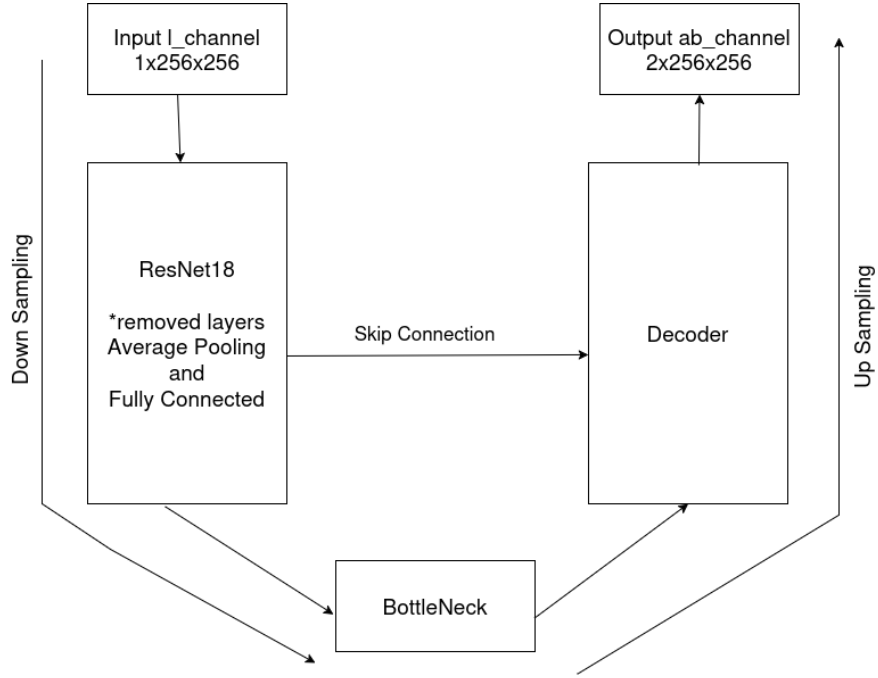 Input l_channel
1x256x256
Output ab_channel
2x256x256
Down Sampling
ResNet18
*removed layers
Average Pooling
and
Fully Connected
Skip Connection
Decoder
Up Sampling
BottleNeck